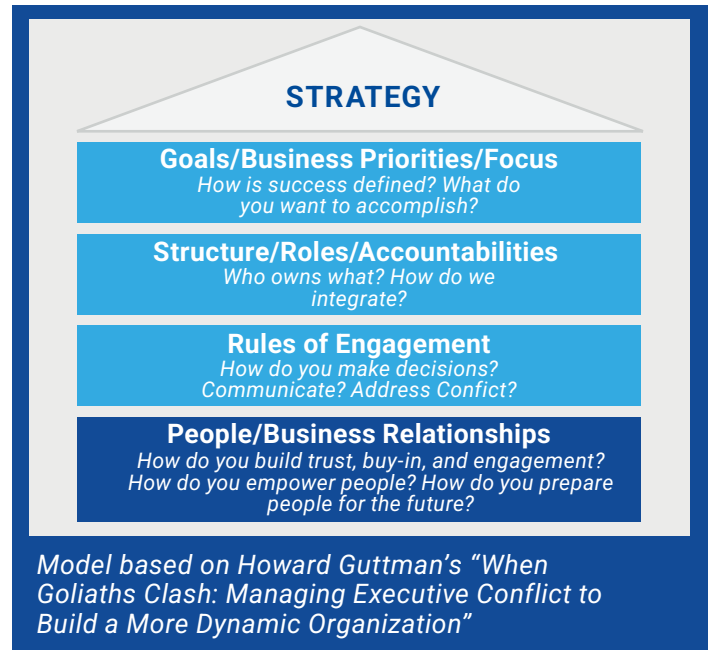 STRATEGY
Goals/Business Priorities/Focus
How is success defined? What do
you want to accomplish?
Structure/Roles/Accountabilities
Who owns what? How do we
integrate?
Rules of Engagement
How do you make decisions?
Communicate? Address Confict?
People/Business Relationships
How do you build trust, buy-in, and engagement?
How do you empower people? How do you prepare
people for the future?
Model based on Howard Guttman’s “When
Goliaths Clash: Managing Executive Conflict to
Build a More Dynamic Organization”